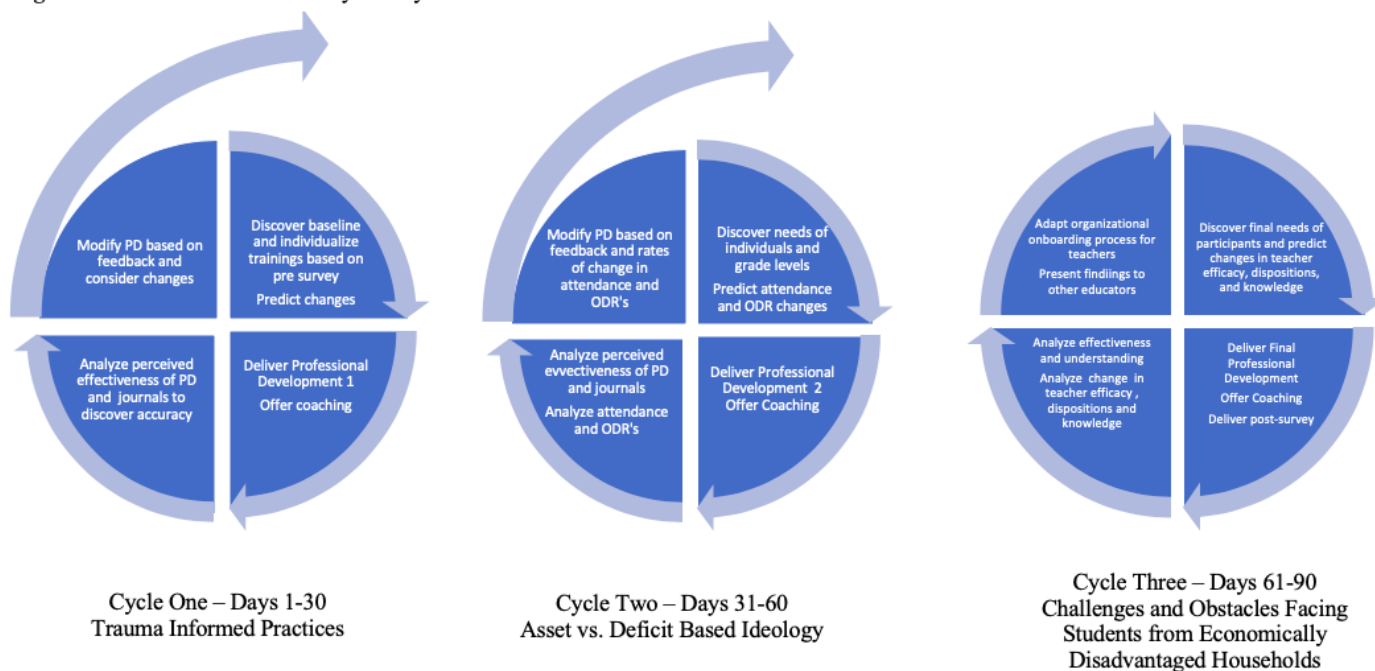 Modify PD based on
feedback and
consider changes
Discover baseline
and individualize
trainings based on
pre survey
Predict changes
Analyze perceived
effectiveness of PD
and journals to
discover accuracy
Deliver Professional
Development 1
Offer coaching
Cycle One – Days 1-30
Trauma Informed Practices
Modify PD based on
feedback and rates
of change in
attendance and
ODR's
Discover needs of
individuals and
grade levels
Predict attendance
and ODR changes
Analyze perceived
evvectiveness of PD
and journals
Analyze attendance
and ODR's
Deliver Professional
Development 2
Offer Coaching
Cycle Two – Days 31-60
Asset vs. Deficit Based Ideology
Adapt organizational
onboarding process for
teachers
Present findiings to
other educators
Discover final needs of
participants and predict
changes in teacher
efficacy, dispositions,
and knowledge
Analyze effectiveness
and understanding
Analyze change in
teacher efficacy ,
dispositions and
knowledge
Deliver Final
Professional
Development
Offer Coaching
Deliver post-survey
Cycle Three – Days 61-90
Challenges and Obstacles Facing
Students from Economically
Disadvantaged Households